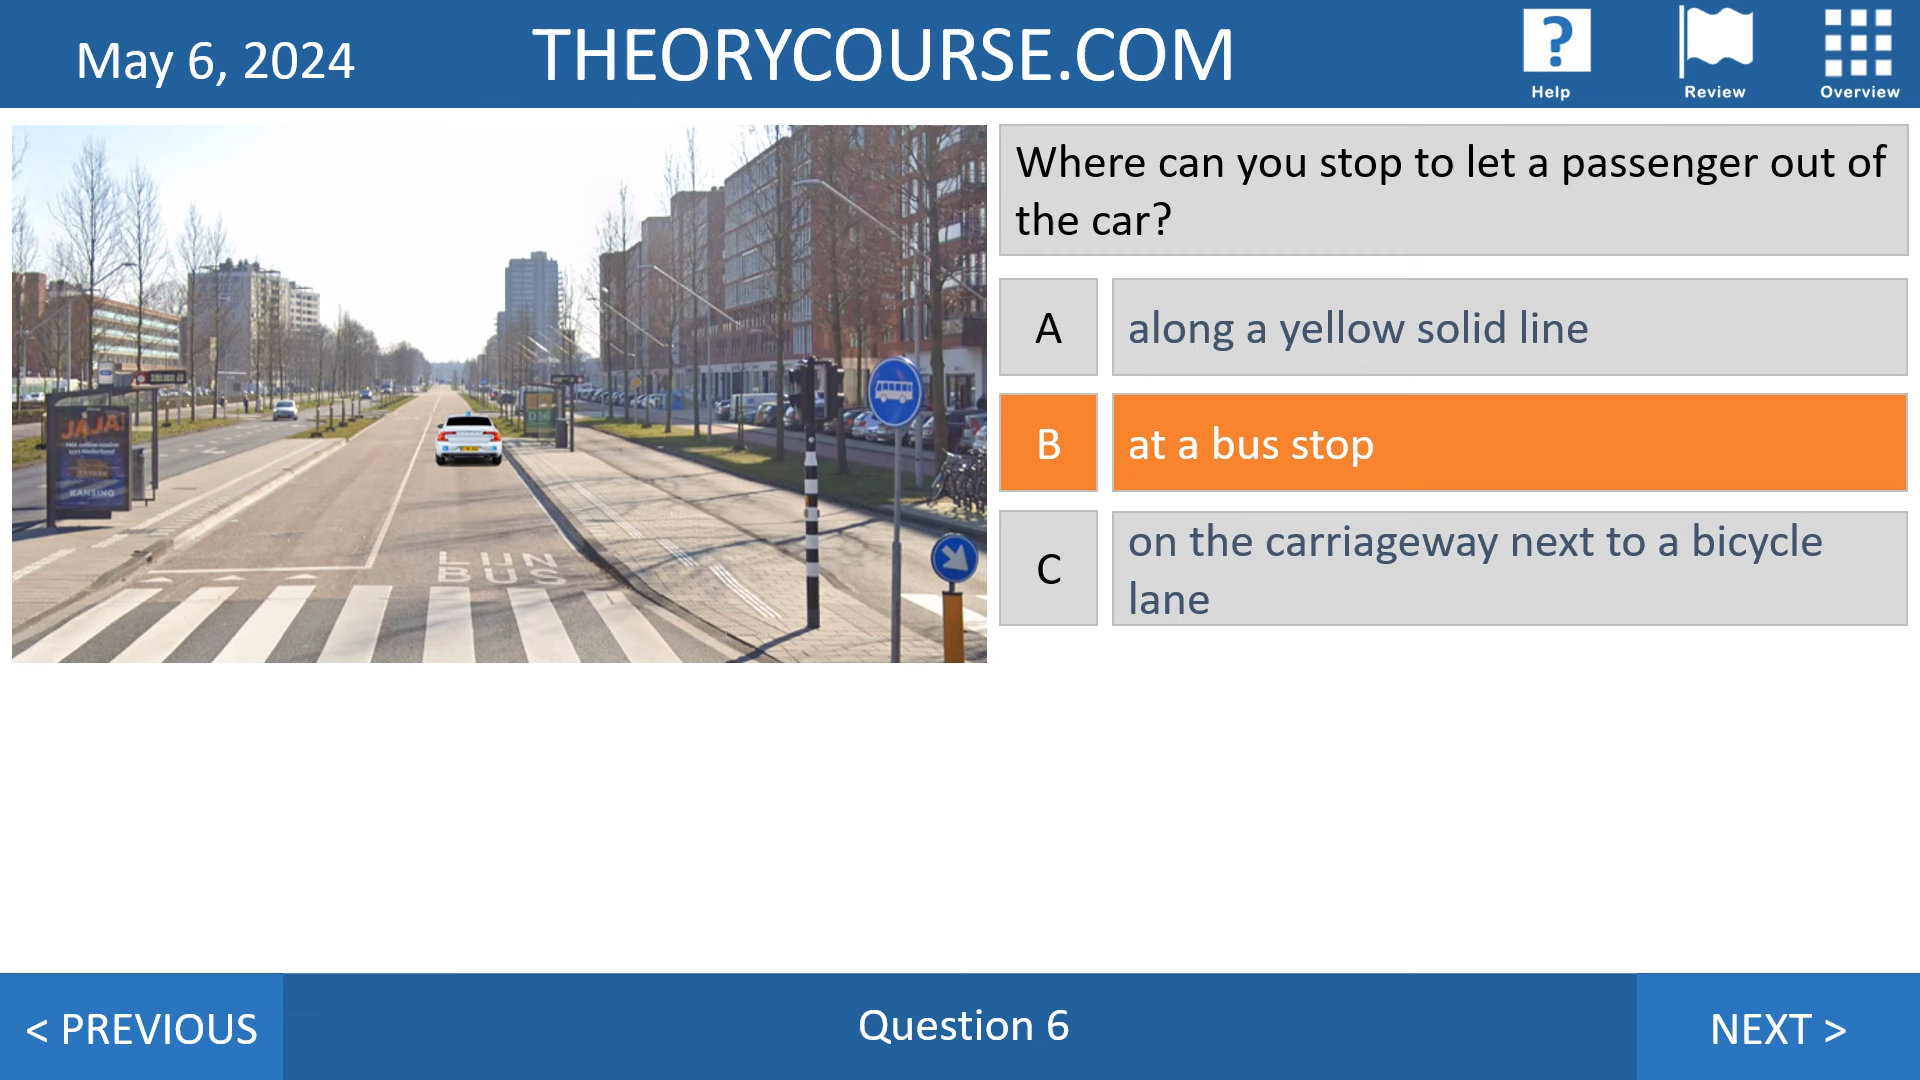 May 6, 2024
THEORYCOURSE.COM
Help
Review
Overview
JAJA!
KANSINO
Where can you stop to let a passenger out of
the car?
A
along a yellow solid line
B
at a bus stop
C
on the carriageway next to a bicycle
lane
< PREVIOUS
Question 6
NEXT >